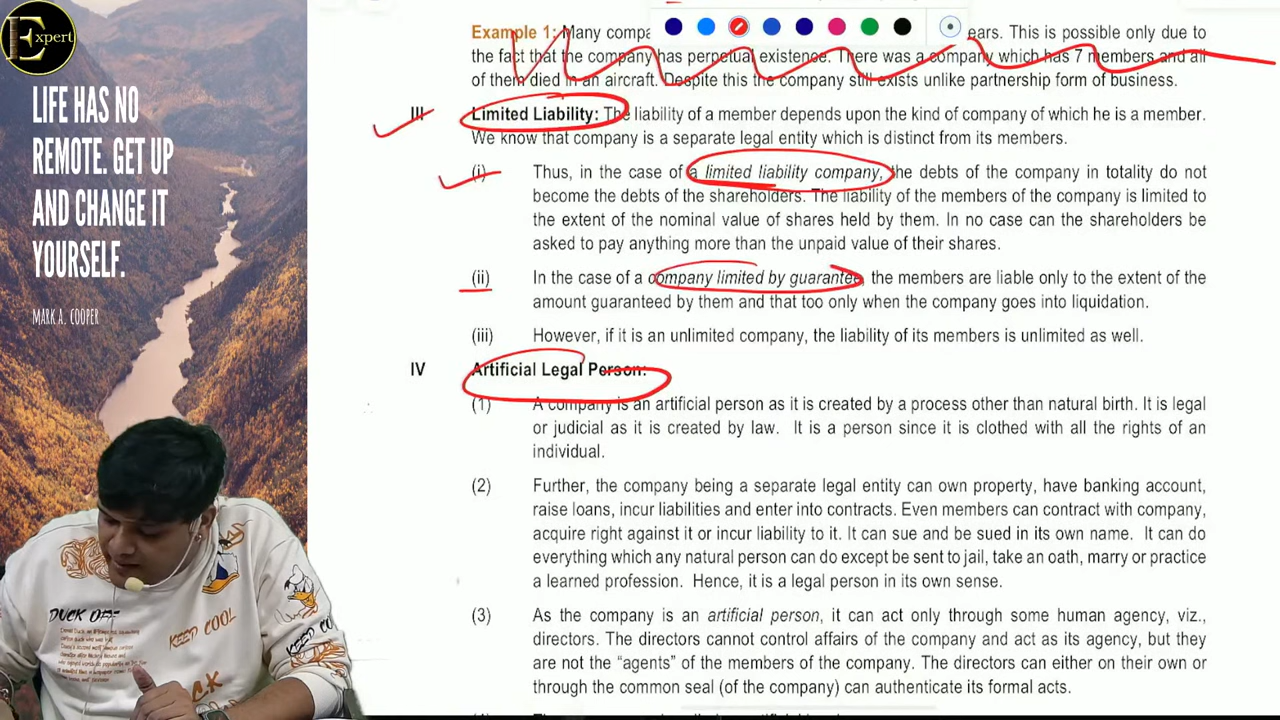 Expert
LIFE HAS NO
REMOTE. GET UP
AND CHANGE IT
YOURSELF.
MARK A. COOPER
DUCK OFF
KEEP COOL
KEEP COOL
Example 1: Many compa ears. This is possible only due to
the fact that the company has perpetual existence. There was a company which has 7 members and all
of them died in an aircraft. Despite this the company still exists unlike partnership form of business.
III Limited Liability: The liability of a member depends upon the kind of company of which he is a member.
We know that company is a separate legal entity which is distinct from its members.
(i) Thus, in the case of a limited liability company, the debts of the company in totality do not
become the debts of the shareholders. The liability of the members of the company is limited to
the extent of the nominal value of shares held by them. In no case can the shareholders be
asked to pay anything more than the unpaid value of their shares.
(ii) In the case of a company limited by guarantee, the members are liable only to the extent of the
amount guaranteed by them and that too only when the company goes into liquidation.
(iii) However, if it is an unlimited company, the liability of its members is unlimited as well.
IV Artificial Legal Person:
(1) A company is an artificial person as it is created by a process other than natural birth. It is legal
or judicial as it is created by law. It is a person since it is clothed with all the rights of an
individual.
(2) Further, the company being a separate legal entity can own property, have banking account,
raise loans, incur liabilities and enter into contracts. Even members can contract with company,
acquire right against it or incur liability to it. It can sue and be sued in its own name. It can do
everything which any natural person can do except be sent to jail, take an oath, marry or practice
a learned profession. Hence, it is a legal person in its own sense.
(3) As the company is an artificial person, it can act only through some human agency, viz.,
directors. The directors cannot control affairs of the company and act as its agency, but they
are not the “agents” of the members of the company. The directors can either on their own or
through the common seal (of the company) can authenticate its formal acts.